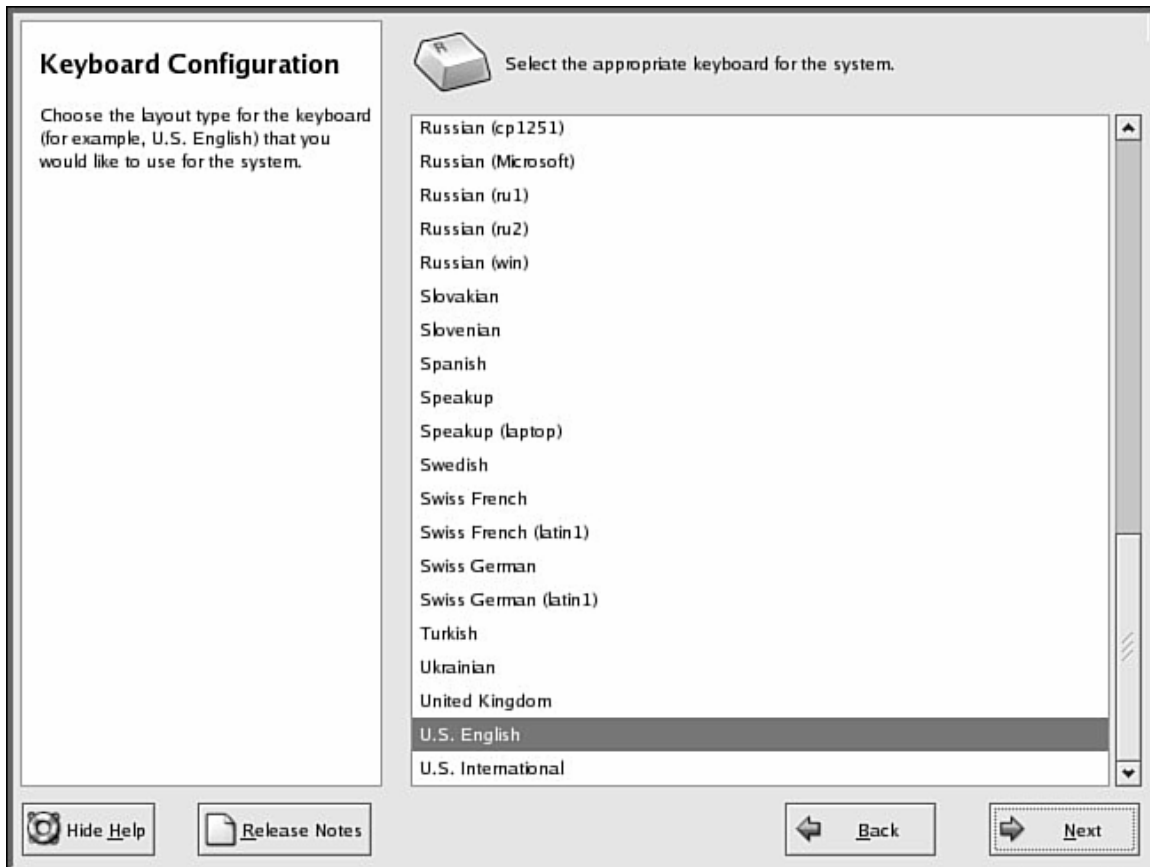 Keyboard Configuration
Choose the layout type for the keyboard
(for example, U.S. English) that you
would like to use for the system.
R
Select the appropriate keyboard for the system.
Russian (cp1251)
Russian (Microsoft)
Russian (ru1)
Russian (ru2)
Russian (win)
Slovakian
Slovenian
Spanish
Speakup
Speakup (laptop)
Swedish
Swiss French
Swiss French (latin1)
Swiss German
Swiss German (latin1)
Turkish
Ukrainian
United Kingdom
U.S. English
U.S. International
Hide Help
Release Notes
Back
Next